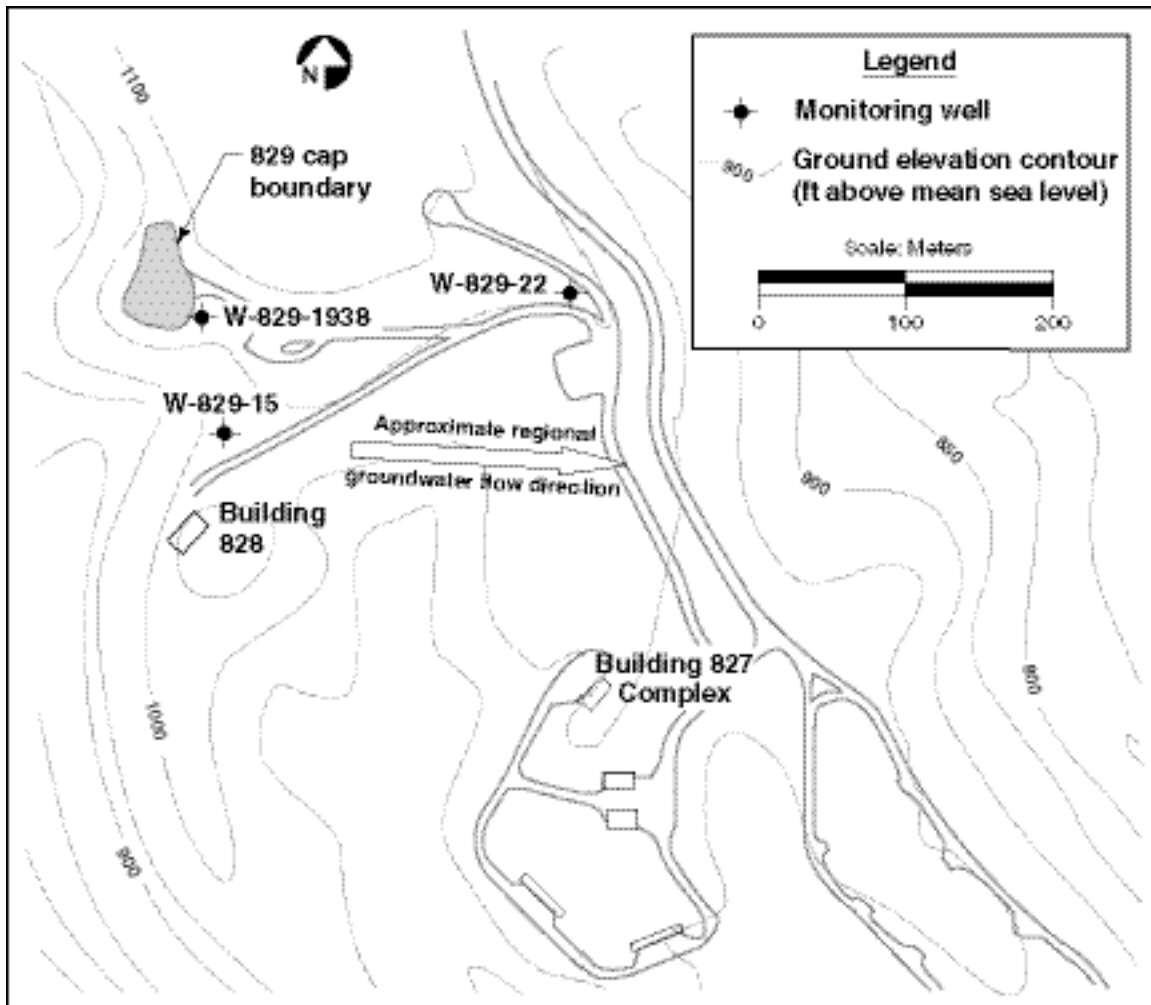 1100
N
Legend
Monitoring well
900
Ground elevation contour
(ft above mean sea level)
Scale: Meters
0 100 200
829 cap
boundary
W-829-22
W-829-1938
W-829-15
Approximate regional
groundwater flow direction
850
900
Building
828
Building 827
Complex
800
1000
900